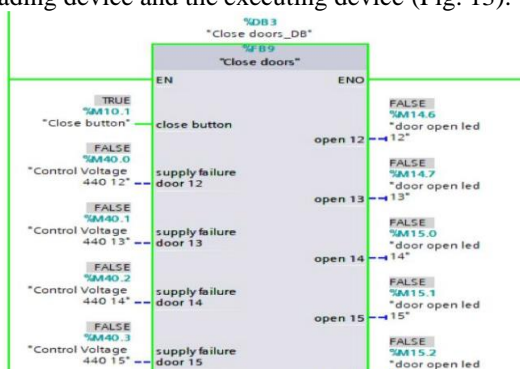 ading device and the executing device (Fig. 13).
%DB3
"Close doors_DB"
%FB9
"Close doors"
EN
ENO
TRUE
%M10.1
"Close button"
close button
FALSE
%M14.6
"door open led
12"
open 12
FALSE
%M40.0
"Control Voltage
440 12"
supply failure
door 12
FALSE
%M14.7
"door open led
13"
open 13
FALSE
%M40.1
"Control Voltage
440 13"
supply failure
door 13
FALSE
%M15.0
"door open led
14"
open 14
FALSE
%M40.2
"Control Voltage
440 14"
supply failure
door 14
FALSE
%M15.1
"door open led
15"
open 15
FALSE
%M40.3
"Control Voltage
440 15"
supply failure
door 15
FALSE
%M15.2
"door open led